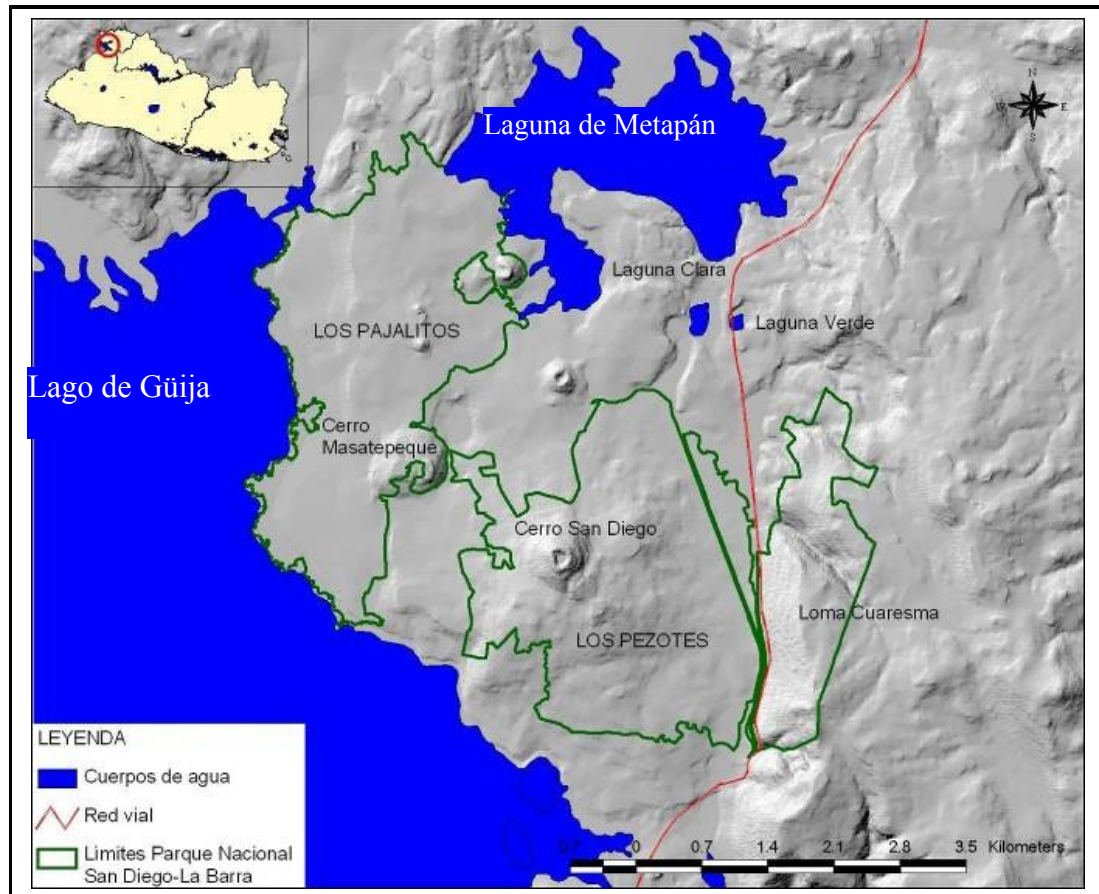 Laguna de Metapán
N
W E
S
Laguna Clara
Laguna Verde
LOS PAJALITOS
Lago de Güija
Cerro
Masatepeque
Cerro San Diego
Loma Cuaresma
LOS PEZOTES
LEYENDA
Cuerpos de agua
Red vial
Limites Parque Nacional
San Diego-La Barra
0.7 0 0.7 1.4 2.1 2.8 3.5 Kilometers